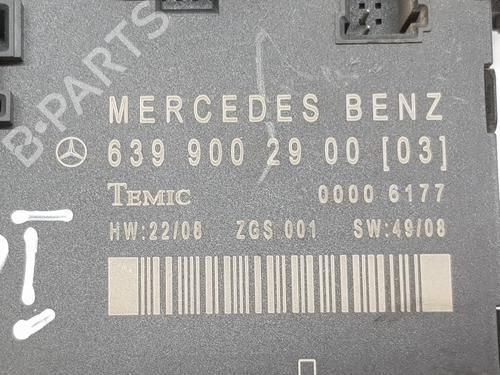 B-PARTS
MERCEDES BENZ
639 900 29 00 [03]
TEMIC 0000 6177
HW:22/08 ZGS 001 SW:49/08